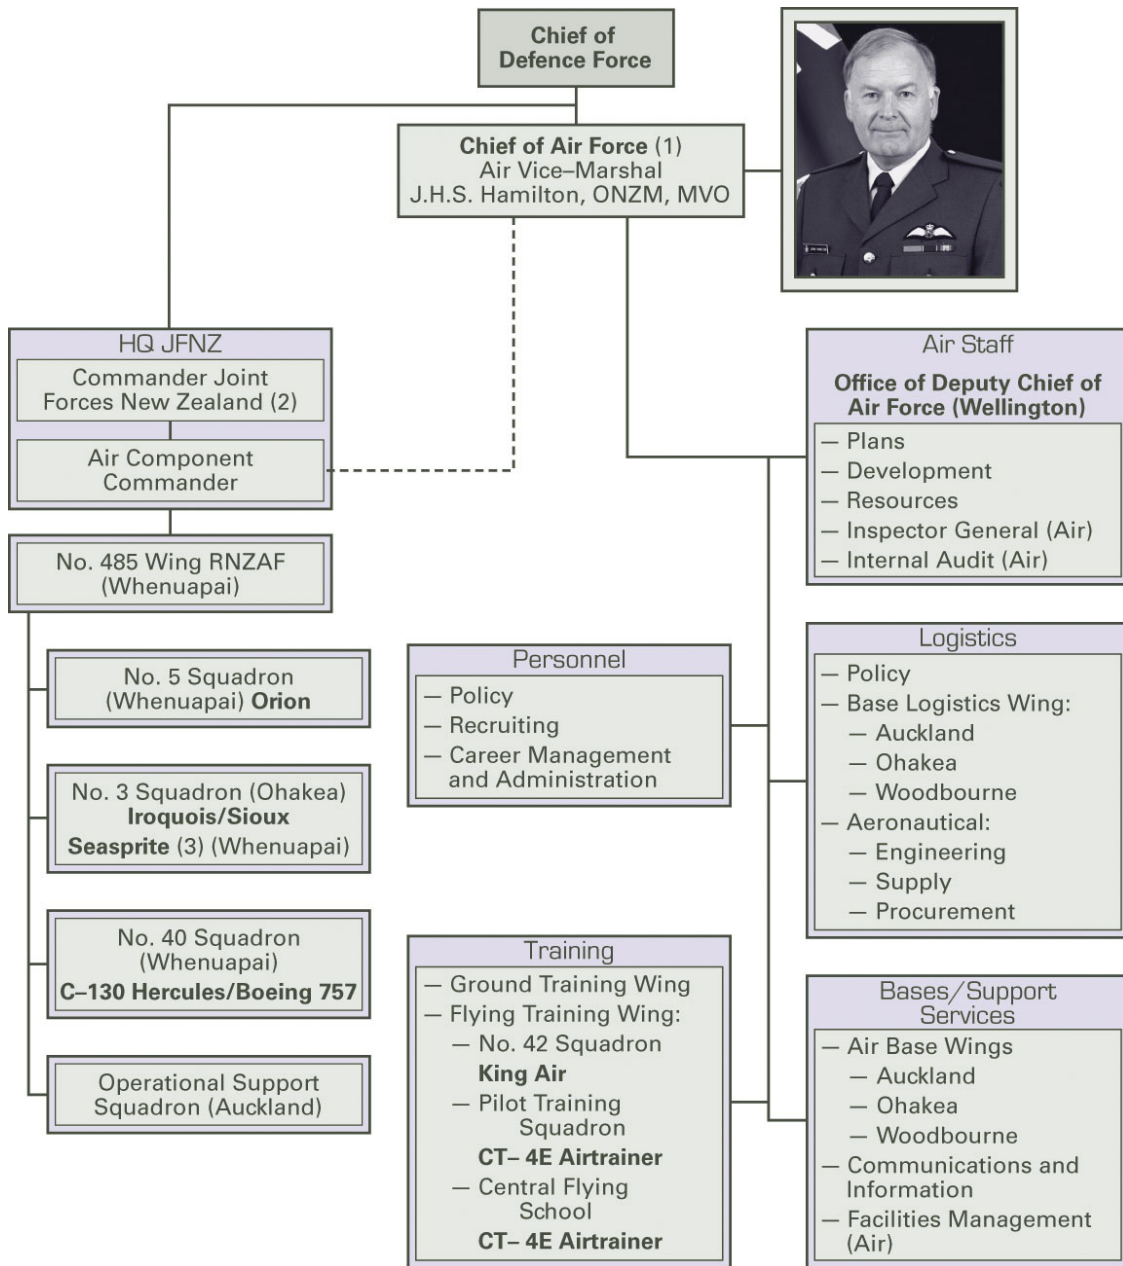 Chief of
Defence Force
Chief of Air Force (1)
Air Vice–Marshal
J.H.S. Hamilton, ONZM, MVO
HQ JFNZ
Commander Joint
Forces New Zealand (2)
Air Component
Commander
No. 485 Wing RNZAF
(Whenuapai)
No. 5 Squadron
(Whenuapai) Orion
No. 3 Squadron (Ohakea)
Iroquois/Sioux
Seasprite (3) (Whenuapai)
No. 40 Squadron
(Whenuapai)
C–130 Hercules/Boeing 757
Operational Support
Squadron (Auckland)
Personnel
— Policy
— Recruiting
— Career Management
and Administration
Training
— Ground Training Wing
— Flying Training Wing:
— No. 42 Squadron
King Air
— Pilot Training
Squadron
CT– 4E Airtrainer
— Central Flying
School
CT– 4E Airtrainer
Air Staff
Office of Deputy Chief of
Air Force (Wellington)
— Plans
— Development
— Resources
— Inspector General (Air)
— Internal Audit (Air)
Logistics
— Policy
— Base Logistics Wing:
— Auckland
— Ohakea
— Woodbourne
— Aeronautical:
— Engineering
— Supply
— Procurement
Bases/Support
Services
— Air Base Wings
— Auckland
— Ohakea
— Woodbourne
— Communications and
Information
— Facilities Management
(Air)